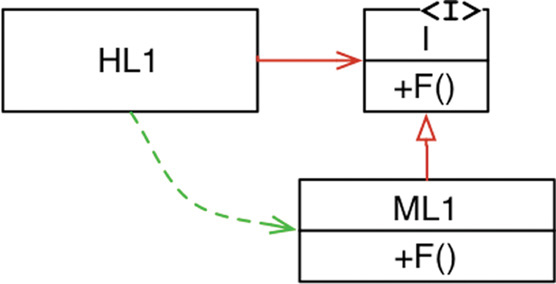 <I>
HL1
I
+F()
ML1
+F()